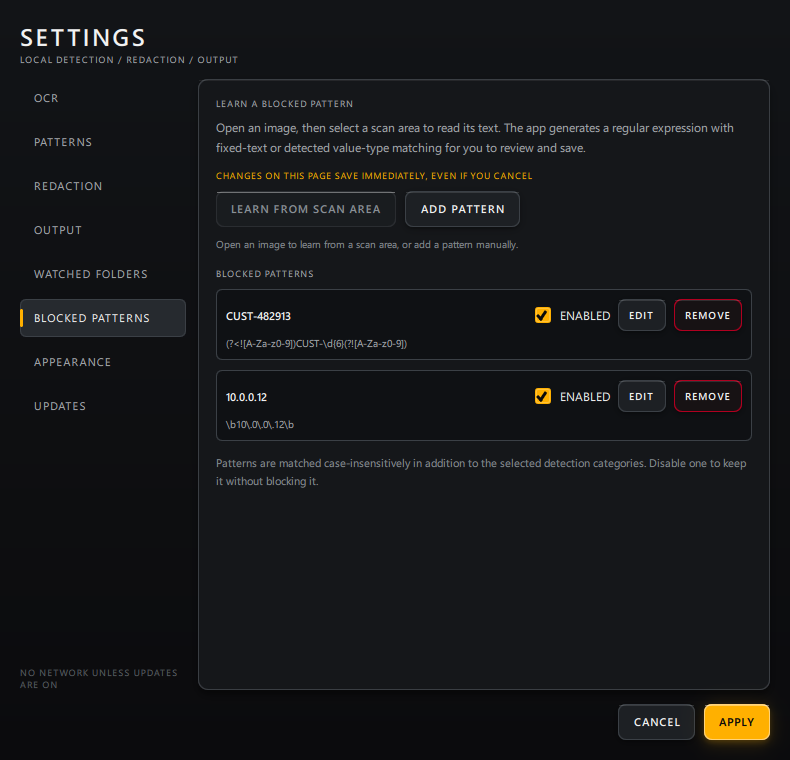 SETTINGS
LOCAL DETECTION / REDACTION / OUTPUT
OCR
PATTERNS
REDACTION
OUTPUT
WATCHED FOLDERS
BLOCKED PATTERNS
APPEARANCE
UPDATES
NO NETWORK UNLESS UPDATES
ARE ON
LEARN A BLOCKED PATTERN
Open an image, then select a scan area to read its text. The app generates a regular expression with
fixed-text or detected value-type matching for you to review and save.
CHANGES ON THIS PAGE SAVE IMMEDIATELY, EVEN IF YOU CANCEL
LEARN FROM SCAN AREA ADD PATTERN
Open an image to learn from a scan area, or add a pattern manually.
BLOCKED PATTERNS
CUST-482913 ENABLED EDIT REMOVE
(?<![A-Za-z0-9])CUST-\d{6}(?![A-Za-z0-9])
10.0.0.12 ENABLED EDIT REMOVE
\b10\.0\.0\.12\b
Patterns are matched case-insensitively in addition to the selected detection categories. Disable one to keep
it without blocking it.
CANCEL APPLY